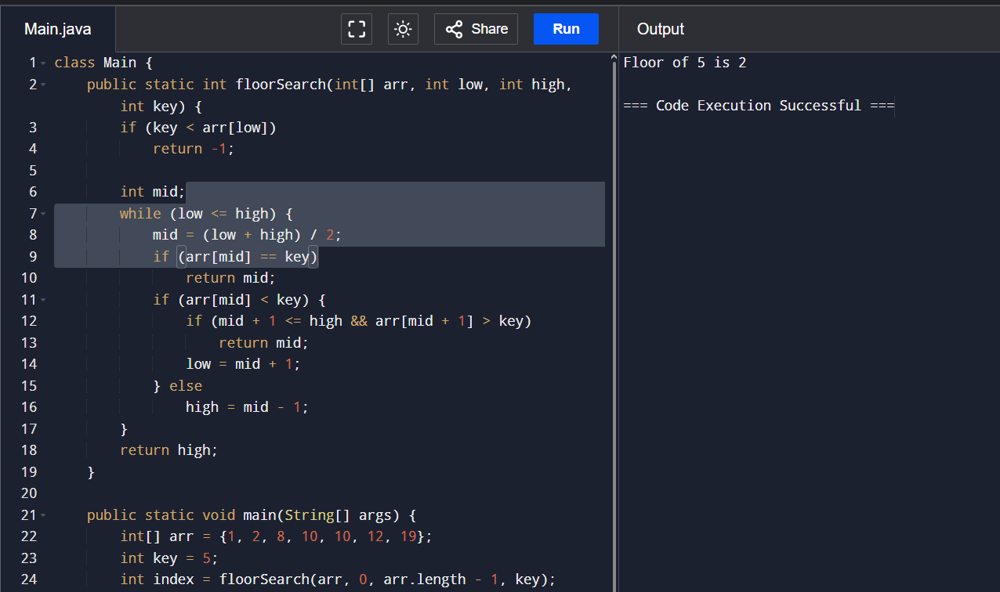 Main.java
Share
Run
Output
1 class Main {
2 public static int floorSearch(int[] arr, int low, int high,
int key) {
3 if (key < arr[low])
4 return -1;
5
6 int mid;
7 while (low <= high) {
8 mid = (low + high) / 2;
9 if (arr[mid] == key)
10 return mid;
11 if (arr[mid] < key) {
12 if (mid + 1 <= high && arr[mid + 1] > key)
13 return mid;
14 low = mid + 1;
15 } else
16 high = mid - 1;
17 }
18 return high;
19 }
20
21 public static void main(String[] args) {
22 int[] arr = {1, 2, 8, 10, 10, 12, 19};
23 int key = 5;
24 int index = floorSearch(arr, 0, arr.length - 1, key);
Floor of 5 is 2
=== Code Execution Successful ===